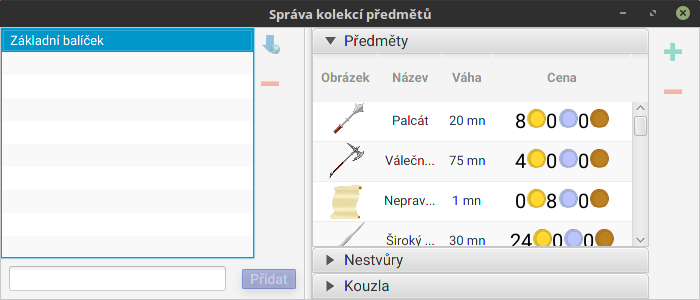 Správa kolekcí předmětů
Základní balíček
Přidat
Předměty
Obrázek Název Váha Cena
Palcát 20 mn 8 0 0
Válečn... 75 mn 4 0 0
Neprav... 1 mn 0 8 0
Široký ... 30 mn 24 0 0
Nestvůry
Kouzla